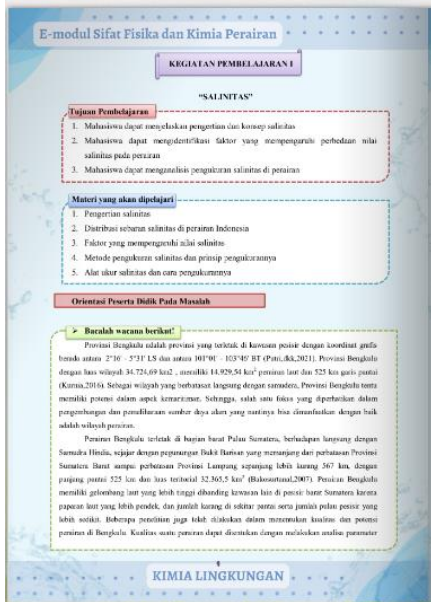 E-modul Sifat Fisika dan Kimia Perairan
KEGIATAN PEMBELAJARAN I
"SALINITAS"
Tujuan Pembelajaran
1. Mahasiswa dapat menjelaskan pengertian dan konsep salinitas
2. Mahasiswa dapat mengidentifikasi faktor yang mempengaruhi perbedaan nilai
salinitas pada perairan
3. Mahasiswa dapat menganalisis pengukuran salinitas di perairan
Materi yang akan dipelajari
1. Pengertian salinitas
2. Distribusi sebaran salinitas di perairan Indonesia
3. Faktor yang mempengaruhi nilai salinitas
4. Metode pengukuran salinitas dan prinsip pengukurannya
5. Alat ukur salinitas dan cara pengukurannya
Orientasi Peserta Didik Pada Masalah
➢ Bacalah wacana berikut!
Provinsi Bengkulu adalah provinsi yang terletak di kawasan pesisir dengan koordinat grafis
berada antara 2°16' - 5°31' LS dan antara 101°01' - 103°46' BT (Putri,dkk,2021). Provinsi Bengkulu
dengan luas wilayah 34.724,69 km2 , memiliki 14.929,54 km² perairan laut dan 525 km garis pantai
(Kurnia,2016). Sebagai wilayah yang berbatasan langsung dengan samudera, Provinsi Bengkulu tentu
memiliki potensi dalam aspek kemaritiman. Sehingga, salah satu fokus yang diperhatikan dalam
pengembangan dan pemeliharaan sumber daya alam yang nantinya bisa dimanfaatkan dengan baik
adalah wilayah perairan.
Perairan Bengkulu terletak di bagian barat Pulau Sumatera, berhadapan langsung dengan
Samudra Hindia, sejajar dengan pegunungan Bukit Barisan yang memanjang dari perbatasan Provinsi
Sumatera Barat sampai perbatasan Provinsi Lampung sepanjang lebih kurang 567 km, dengan
panjang pantai 525 km dan luas teritorial 32.365,5 km² (Bakosurtanal,2007). Perairan Bengkulu
memiliki gelombang laut yang lebih tinggi dibanding kawasan lain di pesisir barat Sumatera karena
paparan laut yang lebih pendek, dan jumlah karang di sekitar pantai serta jumlah pulau pesisir yang
lebih sedikit. Beberapa penelitian juga telah dilakukan dalam menentukan kualitas dan potensi
perairan di Bengkulu. Kualitas suatu perairan dapat ditentukan dengan melakukan analisa parameter
KIMIA LINGKUNGAN